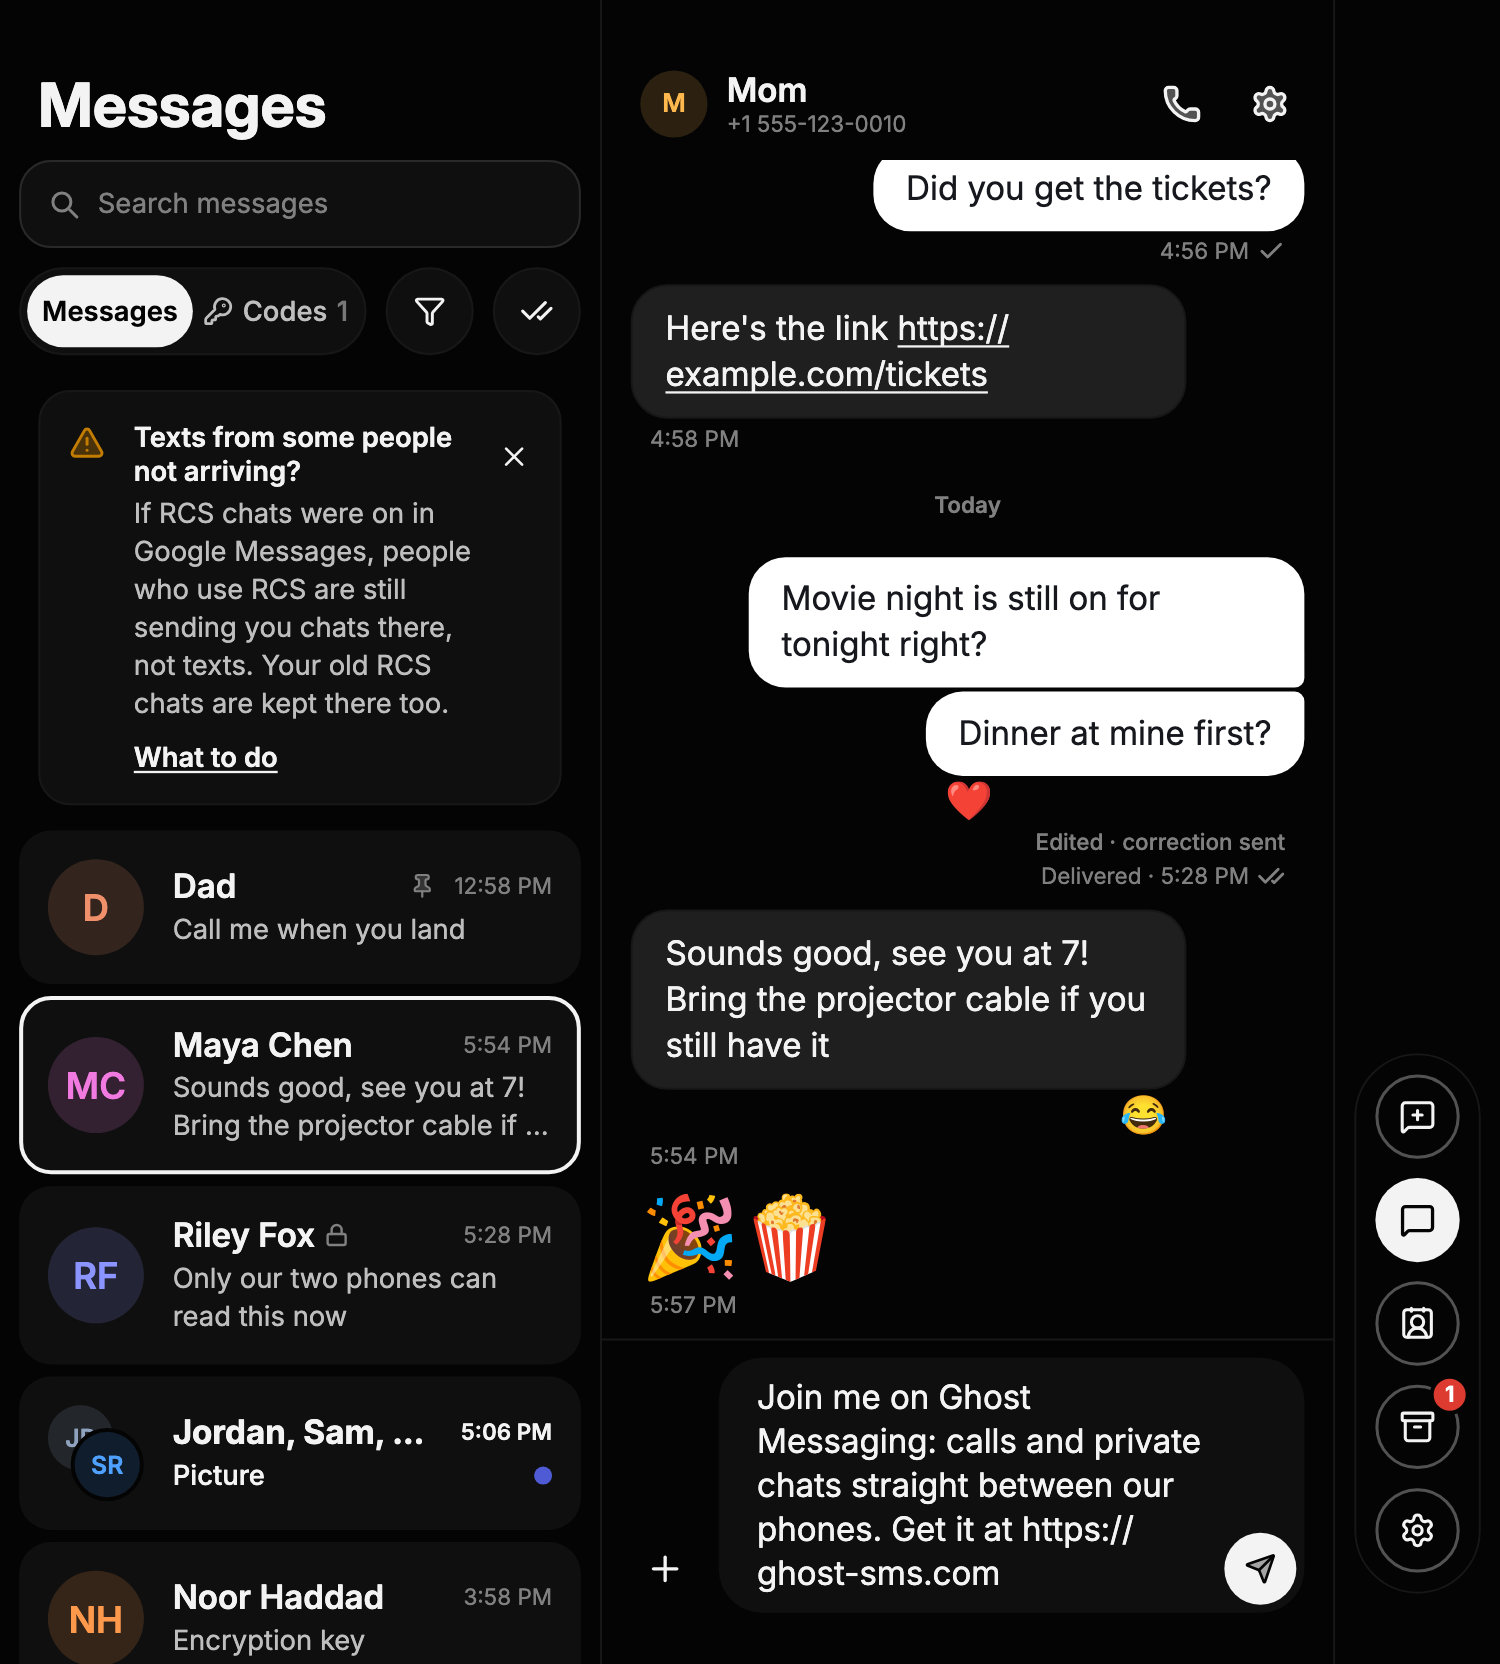 Messages
Search messages
Messages
Codes 1
Texts from some people
not arriving?
If RCS chats were on in
Google Messages, people
who use RCS are still
sending you chats there,
not texts. Your old RCS
chats are kept there too.
What to do
D
Dad
12:58 PM
Call me when you land
MC
Maya Chen
5:54 PM
Sounds good, see you at 7!
Bring the projector cable if ...
RF
Riley Fox
5:28 PM
Only our two phones can
read this now
SR
Jordan, Sam, ...
5:06 PM
Picture
NH
Noor Haddad
3:58 PM
Encryption key
M
Mom
+1 555-123-0010
Did you get the tickets?
4:56 PM
Here's the link https://
example.com/tickets
4:58 PM
Today
Movie night is still on for
tonight right?
Dinner at mine first?
❤️
Edited · correction sent
Delivered · 5:28 PM
Sounds good, see you at 7!
Bring the projector cable if you
still have it
😂
5:54 PM
🎉🍿
5:57 PM
Join me on Ghost
Messaging: calls and private
chats straight between our
phones. Get it at https://
ghost-sms.com
1